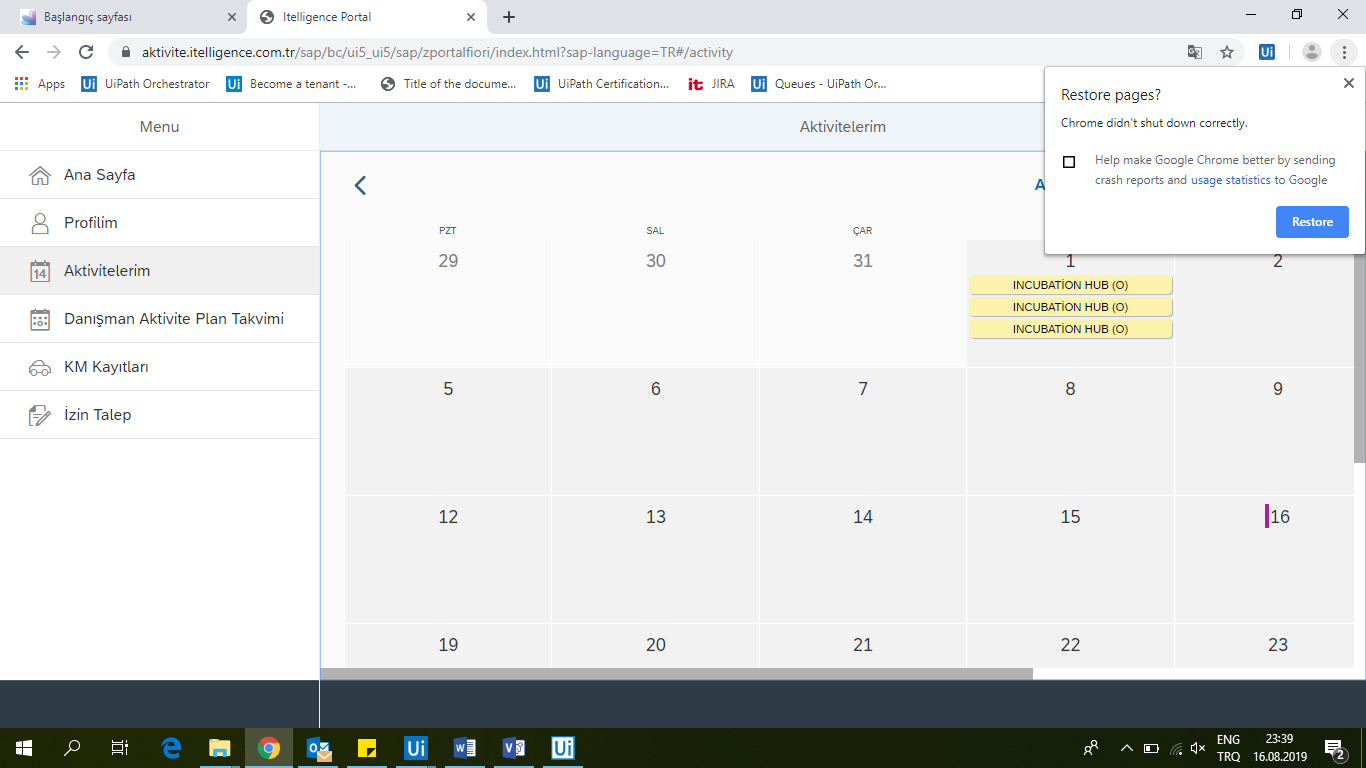 Başlangıç sayfası
Itelligence Portal
aktivite.itelligence.com.tr/sap/bc/ui5_ui5/sap/zportalfiori/index.html?sap-language=TR#/activity
Apps
UiPath Orchestrator
Become a tenant -...
Title of the docume...
UiPath Certification...
JIRA
Queues - UiPath Or...
Restore pages?
Chrome didn't shut down correctly.
Help make Google Chrome better by sending
crash reports and usage statistics to Google
Restore
Menu
Ana Sayfa
Profilim
14
Aktivitelerim
Danışman Aktivite Plan Takvimi
KM Kayıtları
İzin Talep
Aktivitelerim
A
PZT SAL ÇAR
29 30 31 1 2
INCUBATİON HUB (O)
INCUBATİON HUB (O)
INCUBATİON HUB (O)
5 6 7 8 9
12 13 14 15 16
19 20 21 22 23
ENG 23:39
TRQ 16.08.2019
2